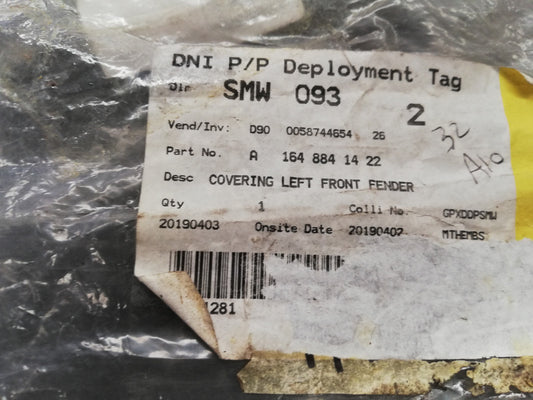 DNI P/P Deployment Tag
Dlr SMW 093 2
32
A10
Vend/Inv: D90 0058744654 26
Part No. A 164 884 14 22
Desc COVERING LEFT FRONT FENDER
Qty 1 Colli No. GPXDDPSMW
20190403 Onsite Date 20190402 MTHEMBS
1281